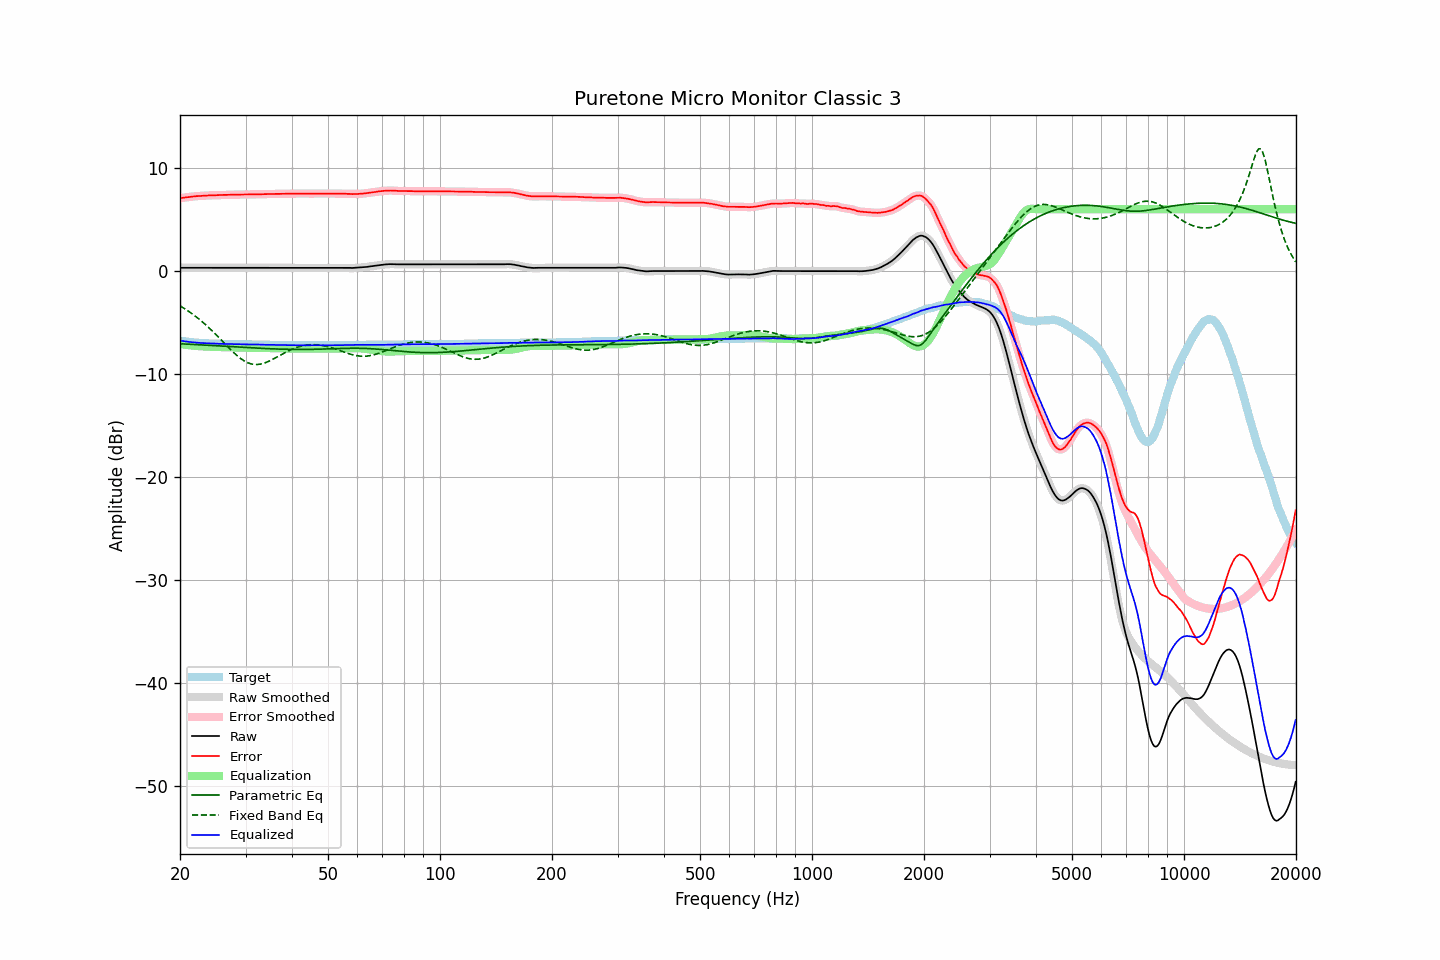 Puretone Micro Monitor Classic 3
Amplitude (dBr)
10
0
−10
−20
−30
−40
−50
Target
Raw Smoothed
Error Smoothed
Raw
Error
Equalization
Parametric Eq
Fixed Band Eq
Equalized
20 50 100 200 500 1000 2000 5000 10000 20000
Frequency (Hz)